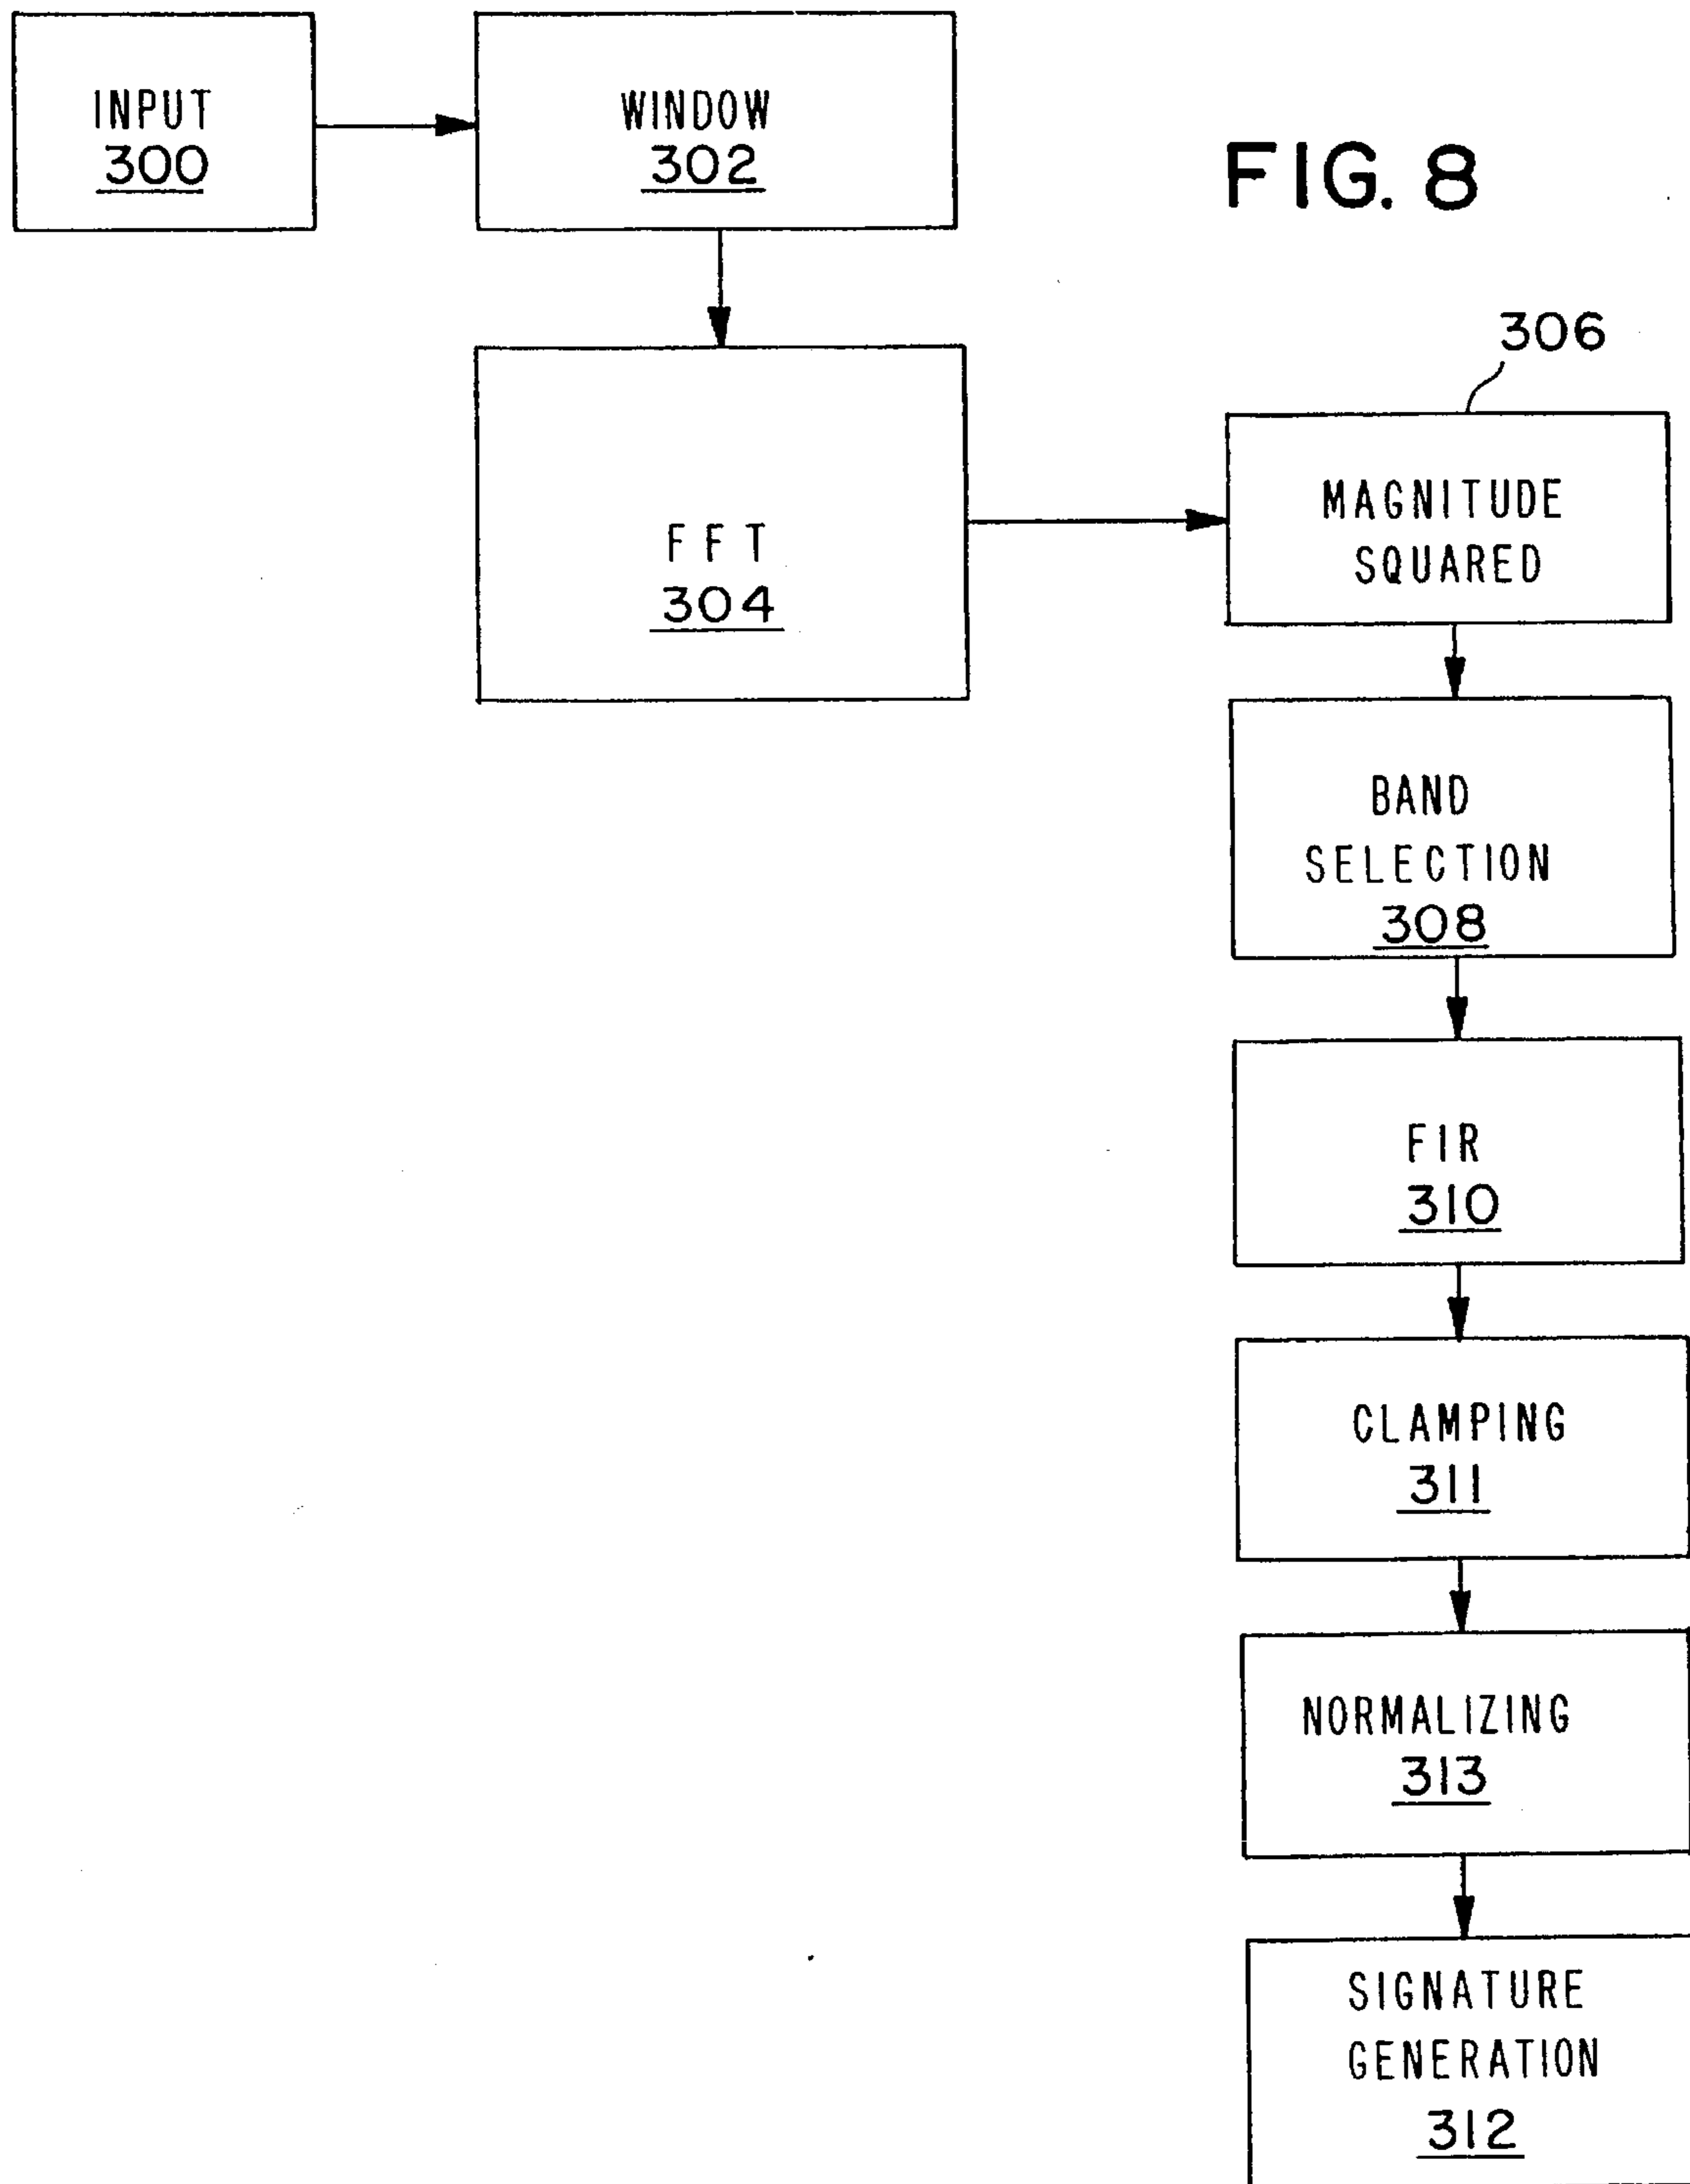 INPUT
300
WINDOW
302
FIG. 8
FFT
304
306
MAGNITUDE
SQUARED
BAND
SELECTION
308
FIR
310
CLAMPING
311
NORMALIZING
313
SIGNATURE
GENERATION
312